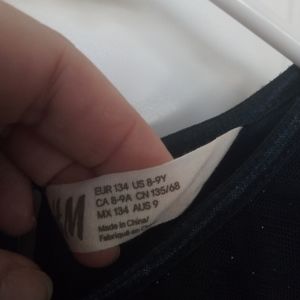 H&M
EUR 134 US 8-9Y
CA 8-9A CN 135/68
MX 134 AUS 9
Made in China/
Fabriqué en